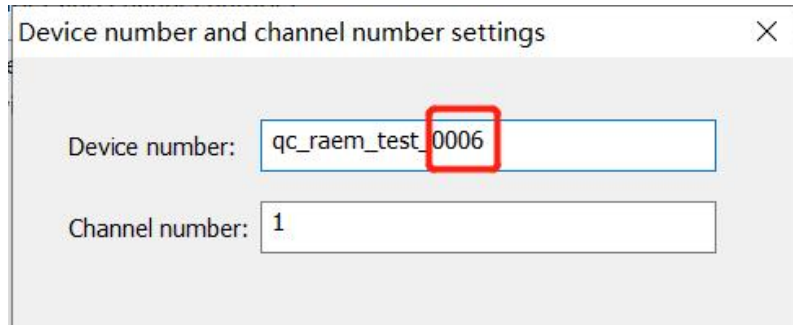 Device number and channel number settings
Device number: qc_raem_test_0006
Channel number: 1